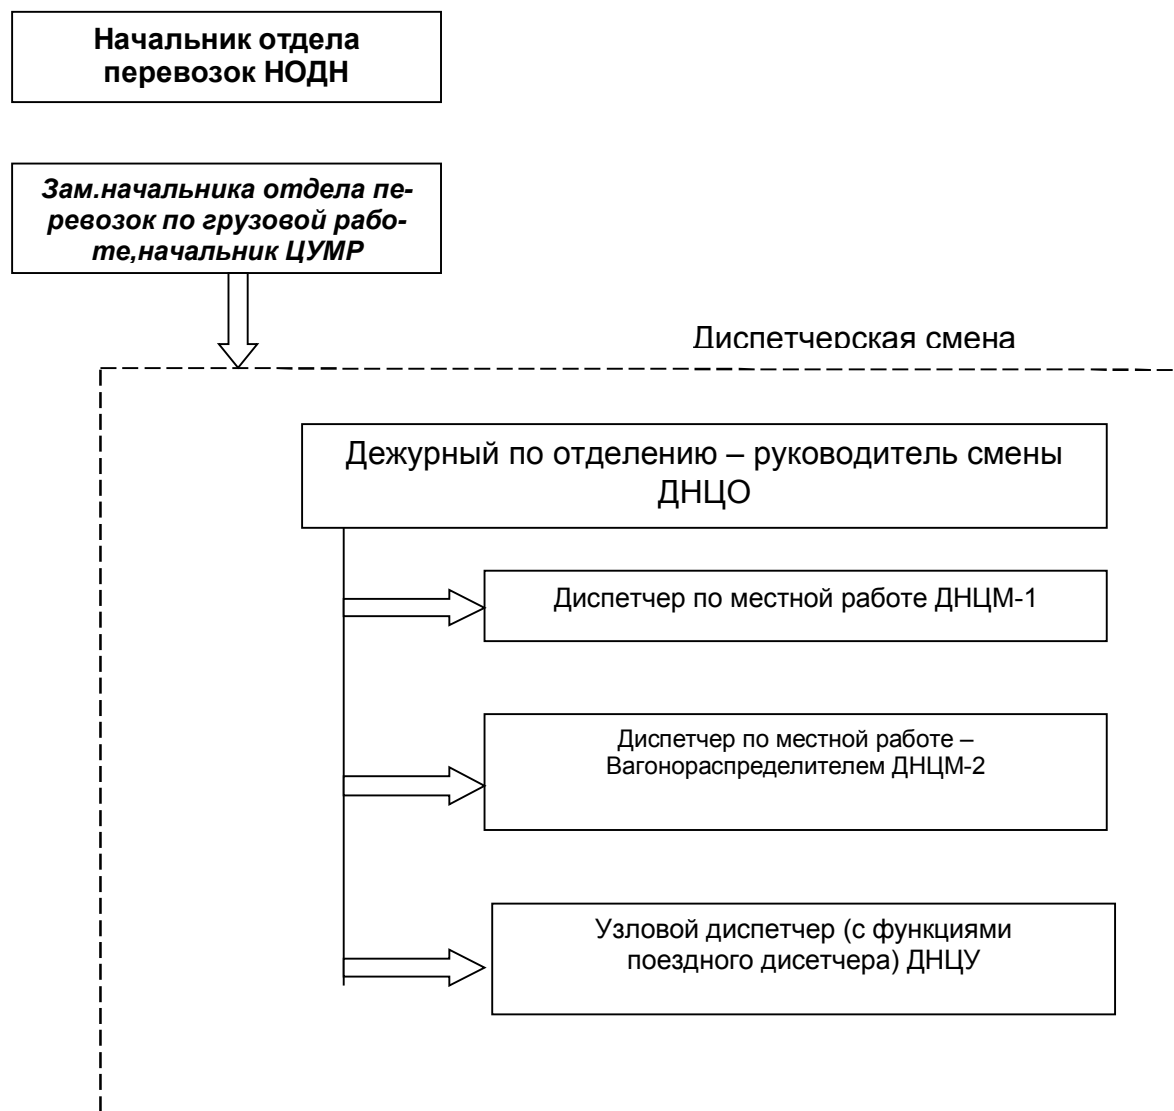 Начальник отдела
перевозок НОДН
Зам.начальника отдела пе-
ревозок по грузовой рабо-
те,начальник ЦУМР
Диспетчерская смена
Дежурный по отделению – руководитель смены
ДНЦО
Диспетчер по местной работе ДНЦМ-1
Диспетчер по местной работе –
Вагонораспределителем ДНЦМ-2
Узловой диспетчер (с функциями
поездного дисетчера) ДНЦУ